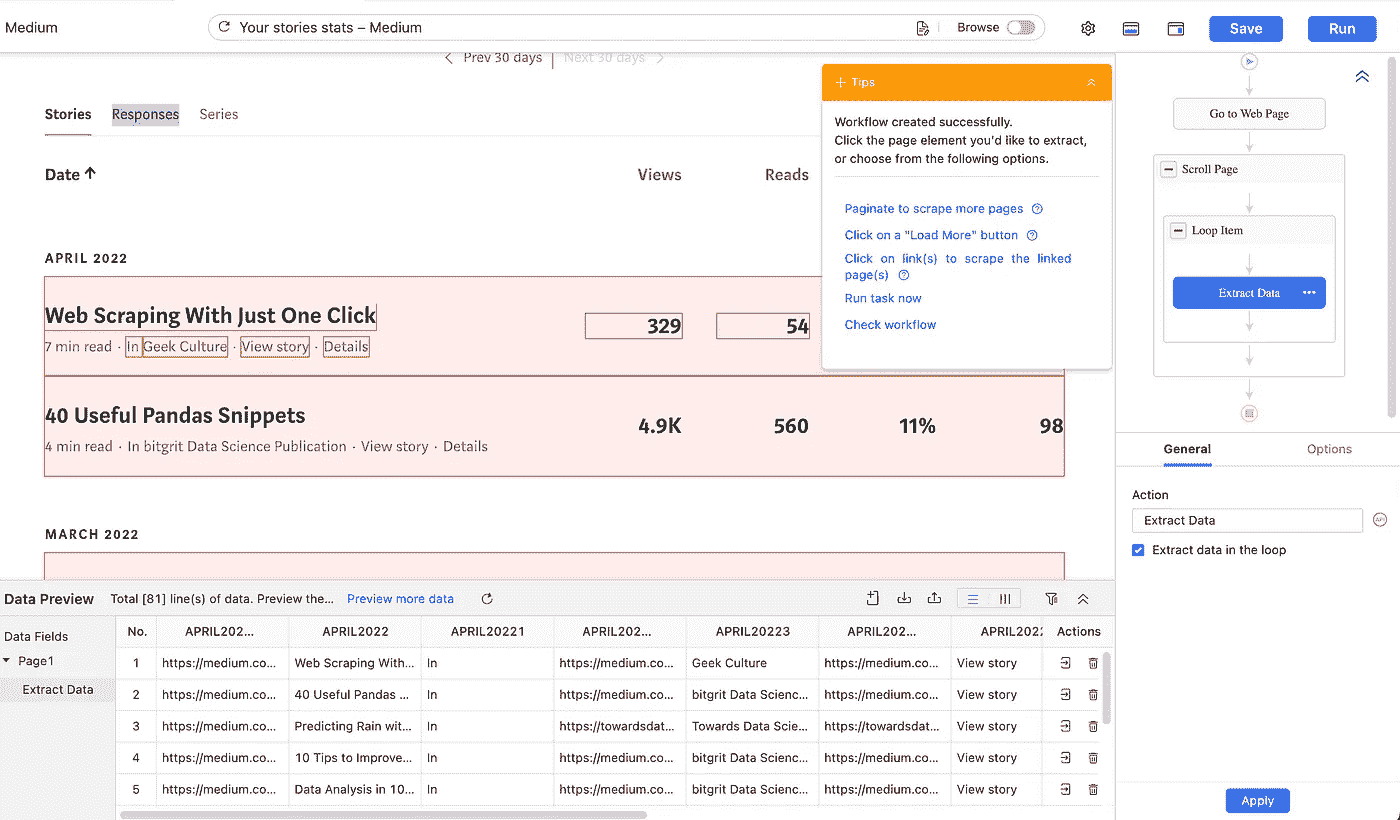 Medium
Your stories stats – Medium
Browse
Save
Run
Prev 30 days
Next 30 days
Stories
Responses
Series
Date ↑
Views
Reads
APRIL 2022
Web Scraping With Just One Click
329
54
7 min read · In Geek Culture · View story · Details
40 Useful Pandas Snippets
4.9K
560
11%
98
4 min read · In bitgrit Data Science Publication · View story · Details
MARCH 2022
Tips
Workflow created successfully.
Click the page element you'd like to extract,
or choose from the following options.
Paginate to scrape more pages
Click on a "Load More" button
Click on link(s) to scrape the linked
page(s)
Run task now
Check workflow
Go to Web Page
Scroll Page
Loop Item
Extract Data
General
Options
Action
Extract Data
API
Extract data in the loop
Apply
Data Preview
Total [81] line(s) of data. Preview the...
Preview more data
Data Fields
Page1
Extract Data
No. APRIL202... APRIL2022 APRIL20221 APRIL202... APRIL20223 APRIL202... APRIL202 Actions
1 https://medium.co... Web Scraping With... In https://medium.co... Geek Culture https://medium.co... View story
2 https://medium.co... 40 Useful Pandas ... In https://medium.co... bitgrit Data Scienc... https://medium.co... View story
3 https://medium.co... Predicting Rain wit... In https://towardsdat... Towards Data Scie... https://towardsdat... View story
4 https://medium.co... 10 Tips to Improve... In https://medium.co... bitgrit Data Scienc... https://medium.co... View story
5 https://medium.co... Data Analysis in 10... In https://medium.co... bitgrit Data Scienc... https://medium.co... View story